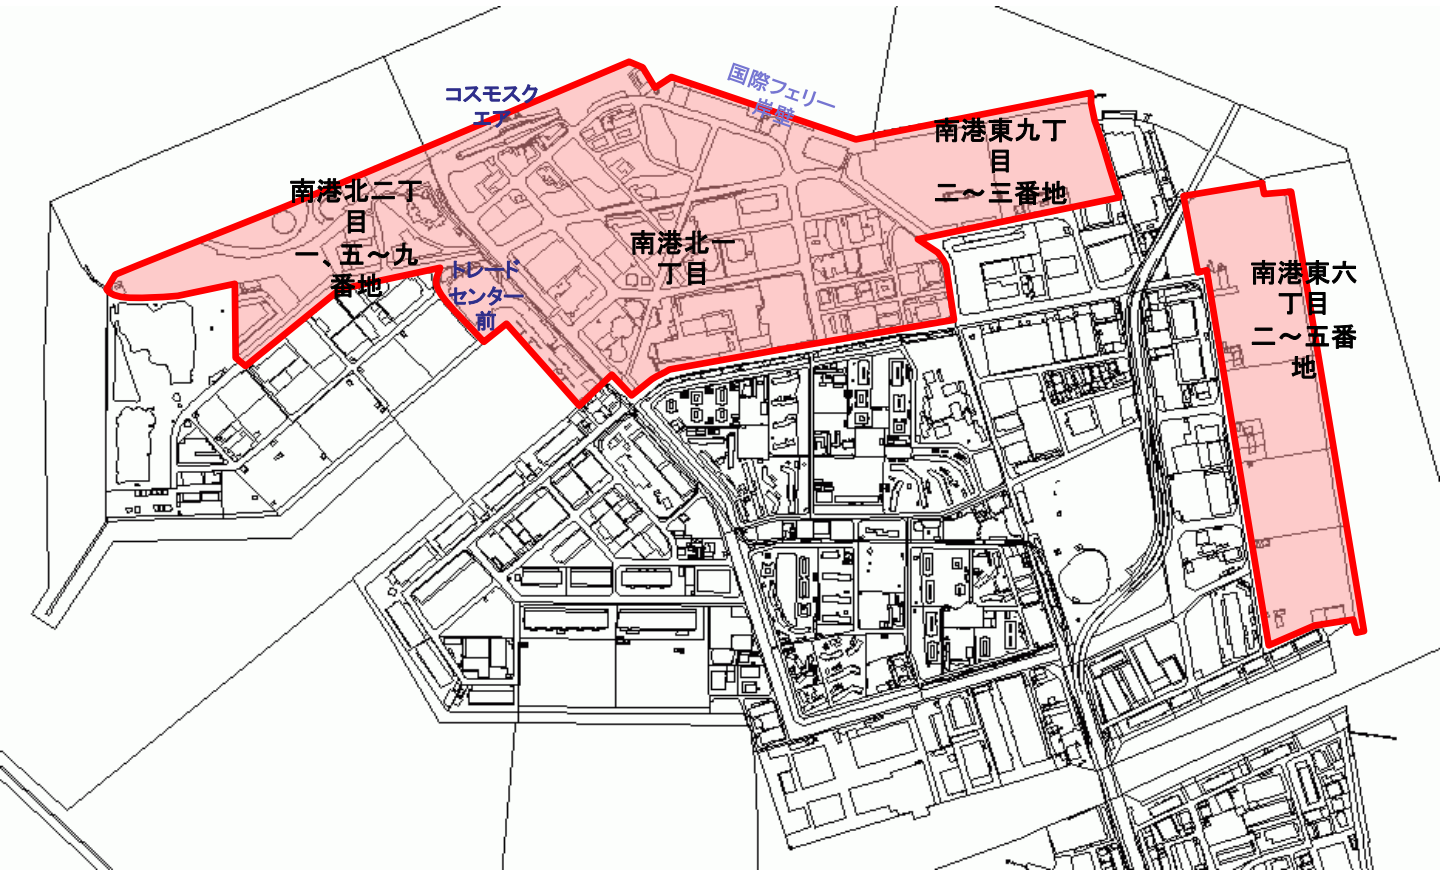 コスモスク
エア
国際フェリー
岸壁
南港東九丁
目
二～三番地
南港北二丁
目
一、五～九
番地
南港北一
丁目
トレード
センター
前
南港東六
丁目
二～五番
地